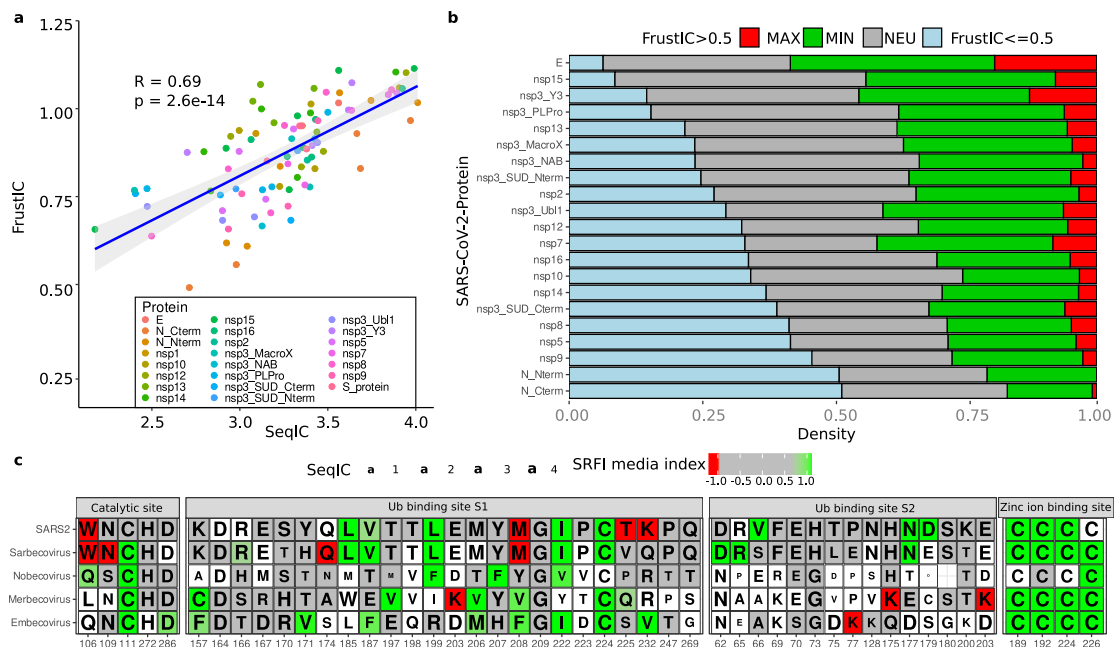 a
1.25
1.00
0.75
0.50
0.25
FrustIC
R = 0.69
p = 2.6e-14
Protein
E
N_Cterm
N_Nterm
nsp1
nsp10
nsp12
nsp13
nsp14
nsp15
nsp16
nsp2
nsp3_MacroX
nsp3_NAB
nsp3_PLPro
nsp3_SUD_Cterm
nsp3_SUD_Nterm
nsp3_Ubl1
nsp3_Y3
nsp5
nsp7
nsp8
nsp9
S_protein
2.5 3.0 3.5 4.0
SeqIC
b
FrustIC>0.5 MAX MIN NEU FrustIC<=0.5
SARS-CoV-2-Protein
E
nsp15
nsp3_Y3
nsp3_PLPro
nsp13
nsp3_MacroX
nsp3_NAB
nsp3_SUD_Nterm
nsp2
nsp3_Ubl1
nsp12
nsp7
nsp16
nsp10
nsp14
nsp3_SUD_Cterm
nsp8
nsp5
nsp9
N_Nterm
N_Cterm
0.00 0.25 0.50 0.75 1.00
Density
c
SeqIC a 1 a 2 a 3 a 4 SRFI media index -1.0 -0.5 0.0 0.5 1.0
Catalytic site Ub binding site S1 Ub binding site S2 Zinc ion binding site
SARS2 W N C H D K D R E S Y Q L V T T L E M Y M G I P C T K P Q D R V F E H T P N H N D S K E C C C C
Sarbecovirus W N C H D K D R E T H Q L V T T L E M Y M G I P C V Q P Q D R S F E H L E N H N E S T E C C C C
Nobecovirus Q S C H D A D H M S T N M T M V F D T F Y G V V C P R T T N P E R E G D P S H T T D C C C C
Merbecovirus L N C H D C D S R H T A W E V V I K V Y V G Y T C Q R P S N A A K E G V P V K E C S T K C C C C
Embecovirus Q N C H D F D T D R V S L F E Q R D M H F G I D C S V T G N E A K S G D K K Q D S G K D C C C C
106 109 111 272 286 157 164 166 168 170 171 174 185 187 197 198 199 203 206 207 208 209 222 223 224 225 232 247 269 62 65 66 69 70 73 75 77 128 175 177 179 180 200 203 189 192 224 226